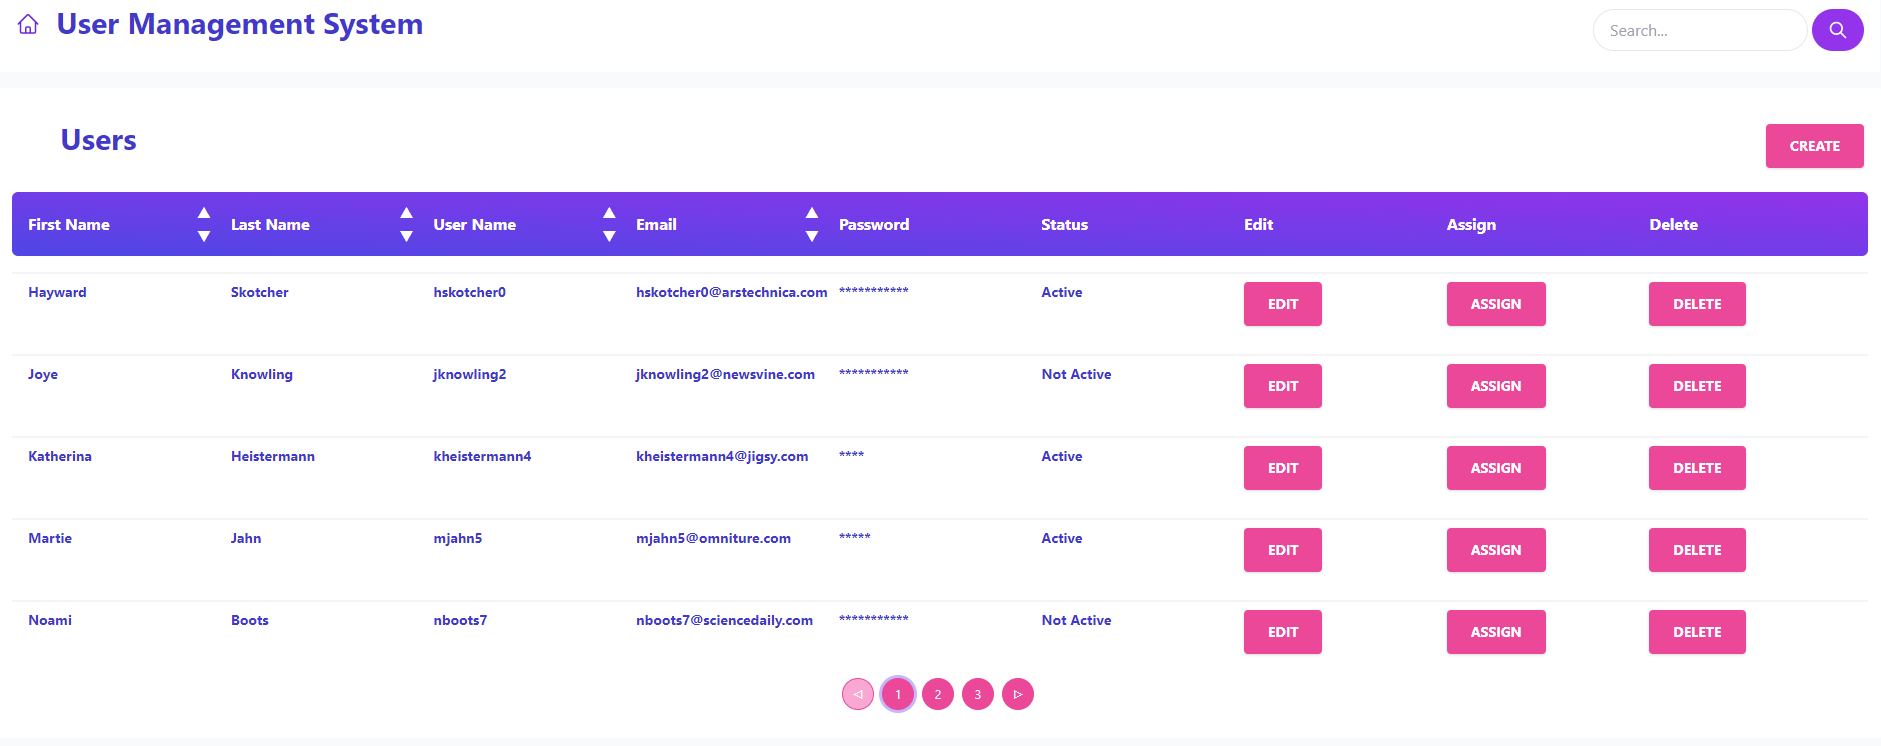 User Management System
Search...
Users
CREATE
First Name Last Name User Name Email Password Status Edit Assign Delete
Hayward Skotcher hskotcher0 hskotcher0@arstechnica.com *********** Active EDIT ASSIGN DELETE
Joye Knowling jknowling2 jknowling2@newsvine.com *********** Not Active EDIT ASSIGN DELETE
Katherina Heistermann kheistermann4 kheistermann4@jigsy.com **** Active EDIT ASSIGN DELETE
Martie Jahn mjahn5 mjahn5@omniture.com ***** Active EDIT ASSIGN DELETE
Noami Boots nboots7 nboots7@sciencedaily.com *********** Not Active EDIT ASSIGN DELETE
1 2 3